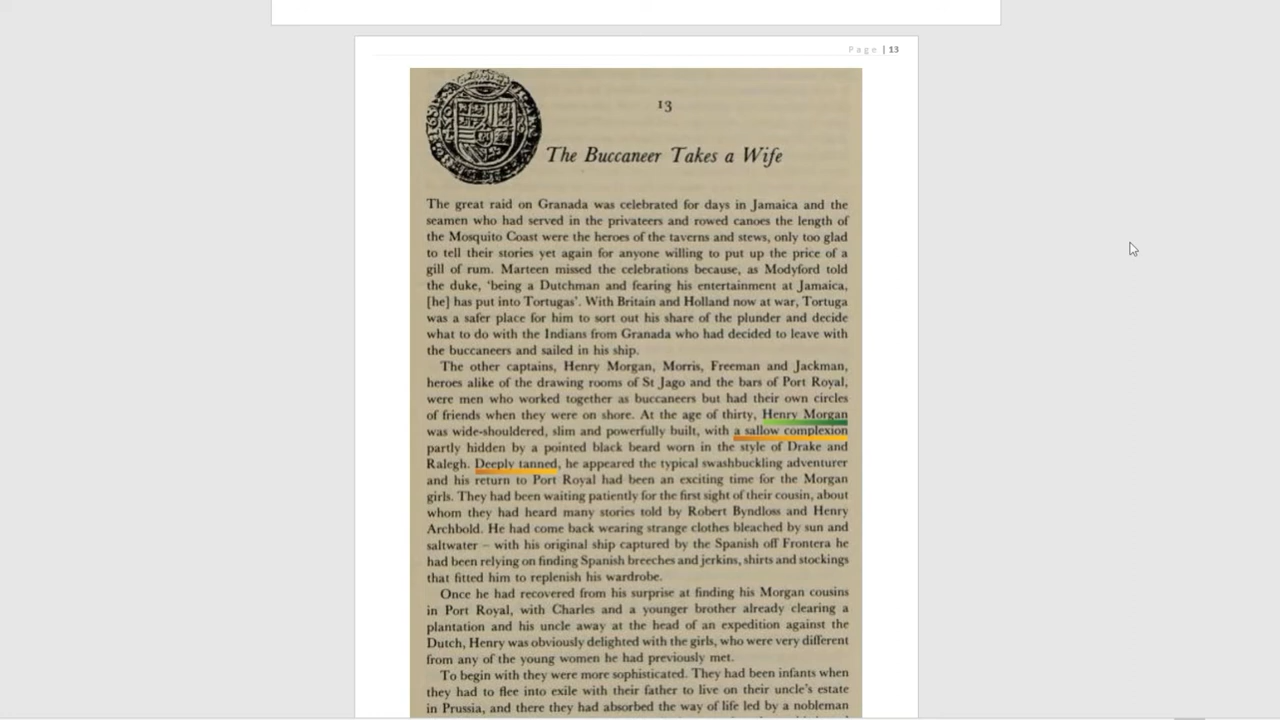 Page | 13
13
The Buccaneer Takes a Wife
The great raid on Granada was celebrated for days in Jamaica and the
seamen who had served in the privateers and rowed canoes the length of
the Mosquito Coast were the heroes of the taverns and stews, only too glad
to tell their stories yet again for anyone willing to put up the price of a
gill of rum. Marteen missed the celebrations because, as Modyford told
the duke, 'being a Dutchman and fearing his entertainment at Jamaica,
[he] has put into Tortugas'. With Britain and Holland now at war, Tortuga
was a safer place for him to sort out his share of the plunder and decide
what to do with the Indians from Granada who had decided to leave with
the buccaneers and sailed in his ship.
The other captains, Henry Morgan, Morris, Freeman and Jackman,
heroes alike of the drawing rooms of St Jago and the bars of Port Royal,
were men who worked together as buccaneers but had their own circles
of friends when they were on shore. At the age of thirty, Henry Morgan
was wide-shouldered, slim and powerfully built, with a sallow complexion
partly hidden by a pointed black beard worn in the style of Drake and
Ralegh. Deeply tanned, he appeared the typical swashbuckling adventurer
and his return to Port Royal had been an exciting time for the Morgan
girls. They had been waiting patiently for the first sight of their cousin, about
whom they had heard many stories told by Robert Byndloss and Henry
Archbold. He had come back wearing strange clothes bleached by sun and
saltwater – with his original ship captured by the Spanish off Frontera he
had been relying on finding Spanish breeches and jerkins, shirts and stockings
that fitted him to replenish his wardrobe.
Once he had recovered from his surprise at finding his Morgan cousins
in Port Royal, with Charles and a younger brother already clearing a
plantation and his uncle away at the head of an expedition against the
Dutch, Henry was obviously delighted with the girls, who were very different
from any of the young women he had previously met.
To begin with they were more sophisticated. They had been infants when
they had to flee into exile with their father to live on their uncle's estate
in Prussia, and there they had absorbed the way of life led by a nobleman